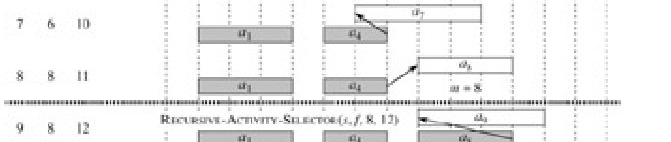 7 6 10 a₇
a₁ a₄
8 8 11 a₈
a₁ a₄ m = 8
RECURSIVE-ACTIVITY-SELECTOR(s, f, 8, 12)
9 8 12 a₉
a₁ a₄ a₈